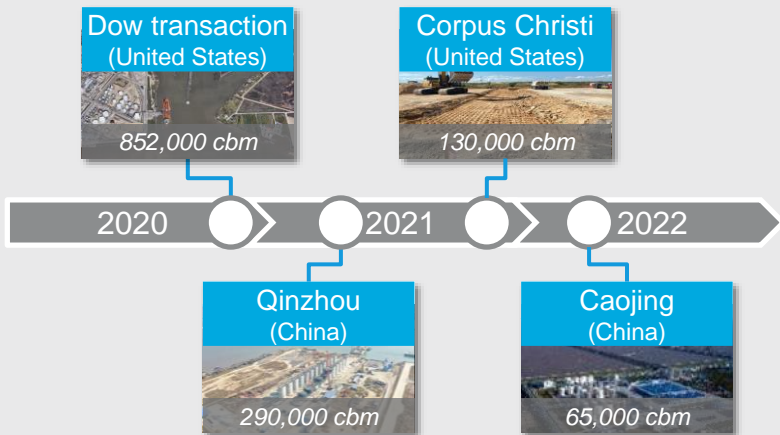 Dow transaction
(United States)
852,000 cbm
Corpus Christi
(United States)
130,000 cbm
2020
2021
2022
Qinzhou
(China)
290,000 cbm
Caojing
(China)
65,000 cbm